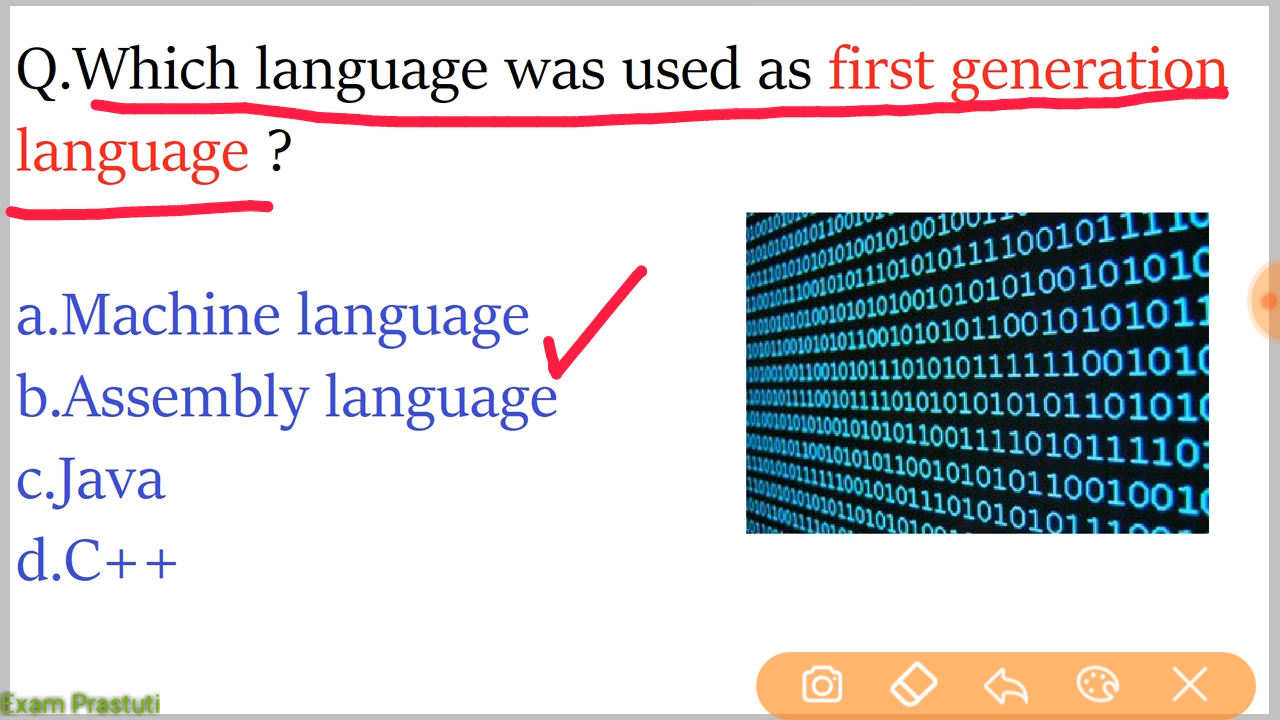 Q.Which language was used as first generation
language ?
a.Machine language
b.Assembly language
c.Java
d.C++
Exam Prastuti